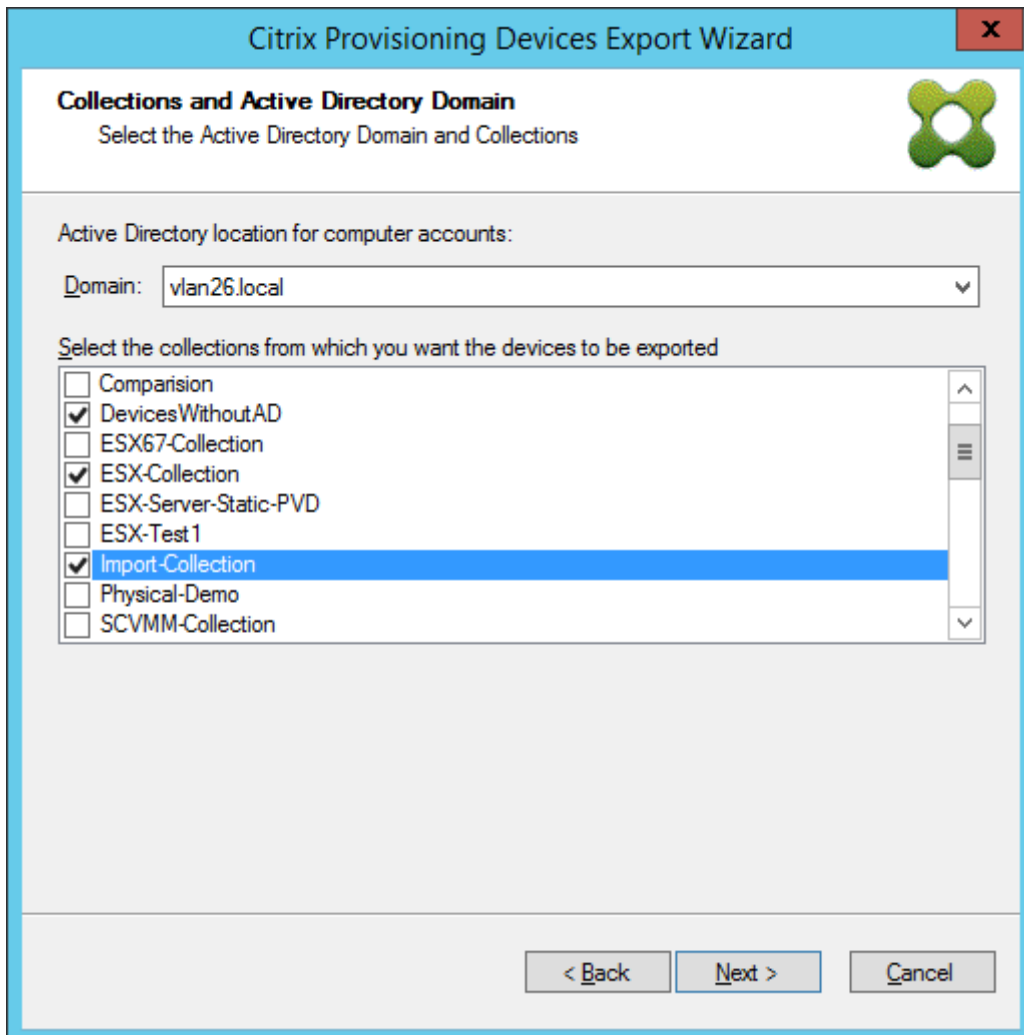 Citrix Provisioning Devices Export Wizard
x
Collections and Active Directory Domain
Select the Active Directory Domain and Collections
Active Directory location for computer accounts:
Domain: vlan26.local
Select the collections from which you want the devices to be exported
Comparision
DevicesWithoutAD
ESX67-Collection
ESX-Collection
ESX-Server-Static-PVD
ESX-Test1
Import-Collection
Physical-Demo
SCVMM-Collection
< Back Next > Cancel